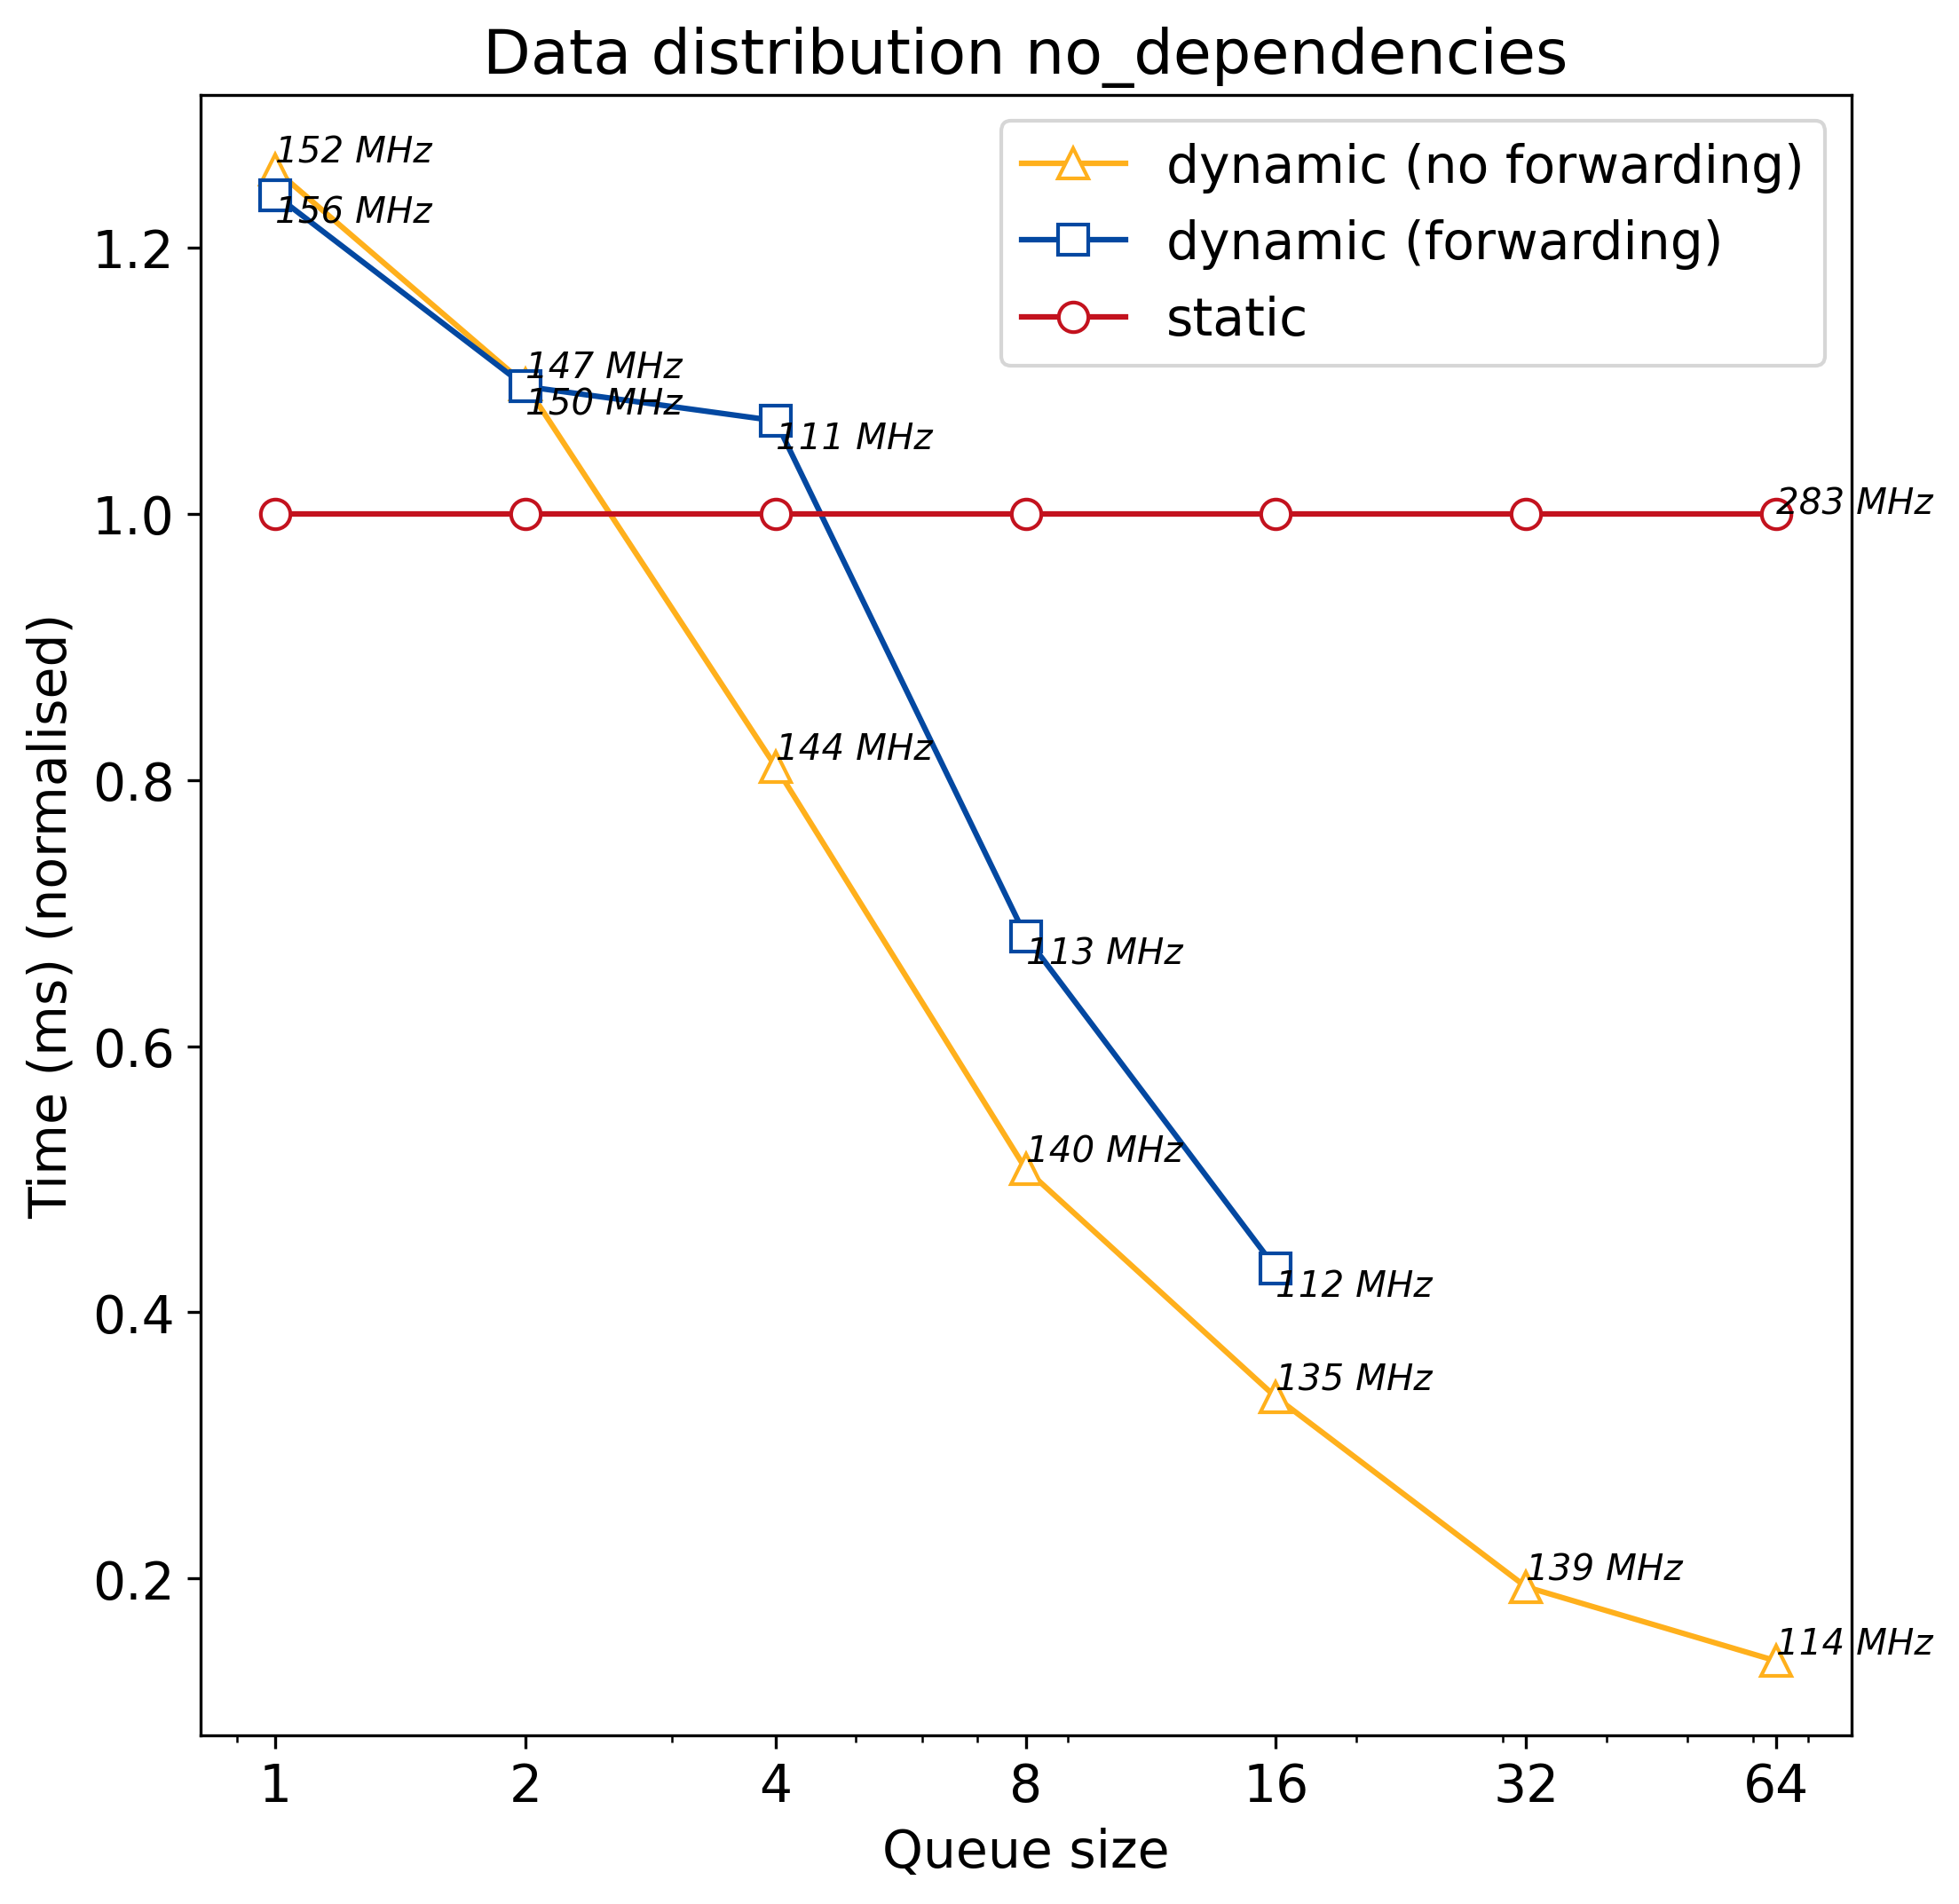 Data distribution no_dependencies
dynamic (no forwarding)
dynamic (forwarding)
static
152 MHz
156 MHz
147 MHz
150 MHz
111 MHz
283 MHz
144 MHz
113 MHz
140 MHz
112 MHz
135 MHz
139 MHz
114 MHz
Time (ms) (normalised)
1.2
1.0
0.8
0.6
0.4
0.2
1 2 4 8 16 32 64
Queue size